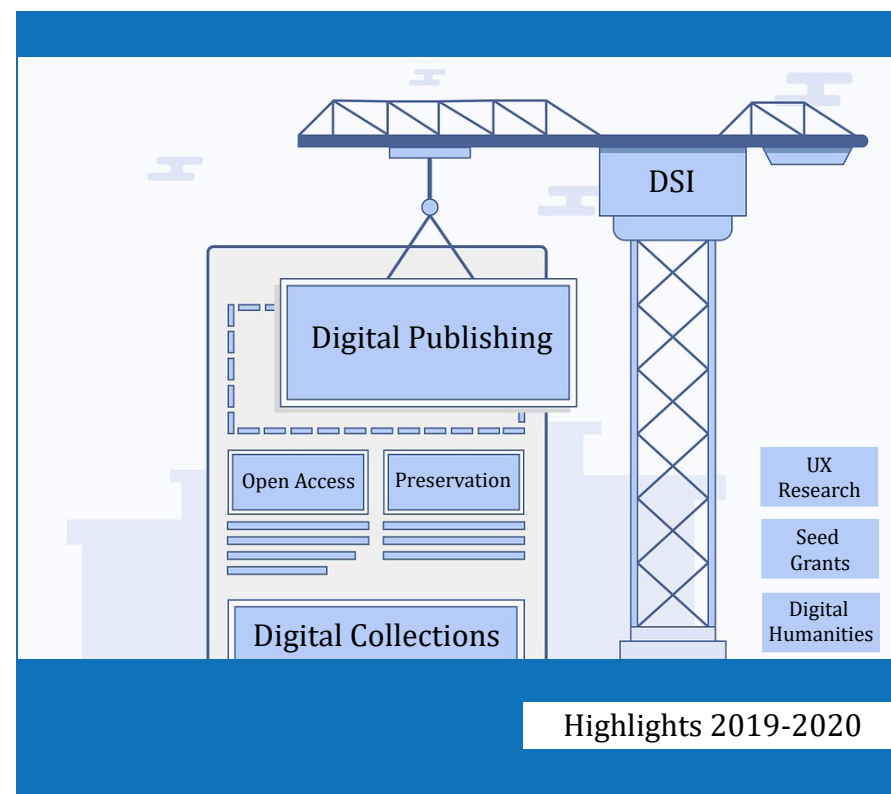 DSI
Digital Publishing
Open Access
Preservation
Digital Collections
UX
Research
Seed
Grants
Digital
Humanities
Highlights 2019-2020